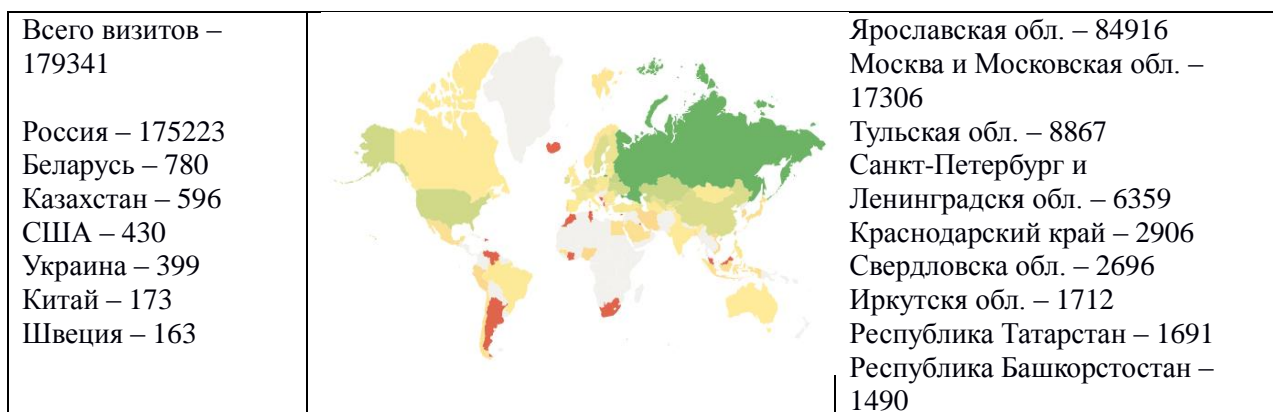 Всего визитов –
179341
Россия – 175223
Беларусь – 780
Казахстан – 596
США – 430
Украина – 399
Китай – 173
Швеция – 163
Ярославская обл. – 84916
Москва и Московская обл. –
17306
Тульская обл. – 8867
Санкт-Петербург и
Ленинградскя обл. – 6359
Краснодарский край – 2906
Свердловска обл. – 2696
Иркутскя обл. – 1712
Республика Татарстан – 1691
Республика Башкорстостан –
1490